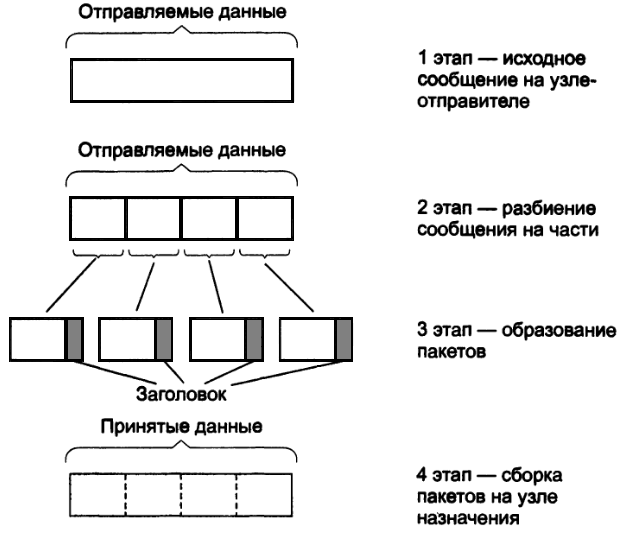 Отправляемые данные
1 этап — исходное
сообщение на узле-
отправителе
Отправляемые данные
2 этап — разбиение
сообщения на части
3 этап — образование
пакетов
Заголовок
Принятые данные
4 этап — сборка
пакетов на узле
назначения